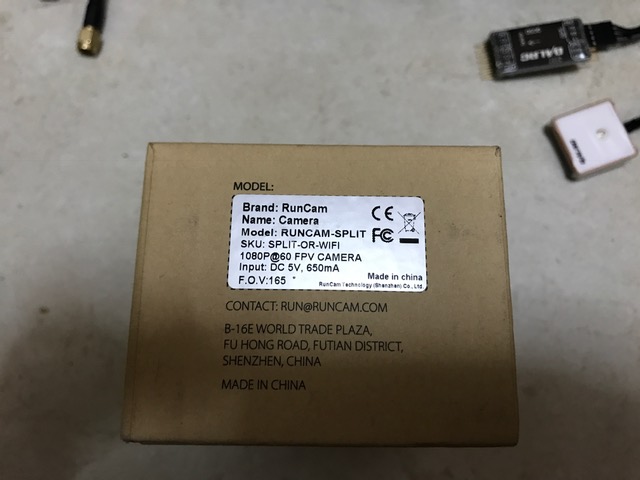 MODEL:
Brand: RunCam
Name: Camera
Model: RUNCAM-SPLIT
SKU: SPLIT-OR-WIFI
1080P@60 FPV CAMERA
Input: DC 5V, 650mA
F.O.V:165 °
CE
FC
Made in china
RunCam Technology (Shenzhen) Co., Ltd.
CONTACT: RUN@RUNCAM.COM
B-16E WORLD TRADE PLAZA,
FU HONG ROAD, FUTIAN DISTRICT,
SHENZHEN, CHINA
MADE IN CHINA